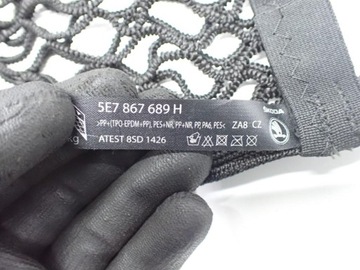 5E7 867 689 H
>PP+(TPO-EPDM+PP), PES+NR, PP+NR, PP, PA6, PES< ZA8 CZ
ATEST 8SD 1426
ŠKODA